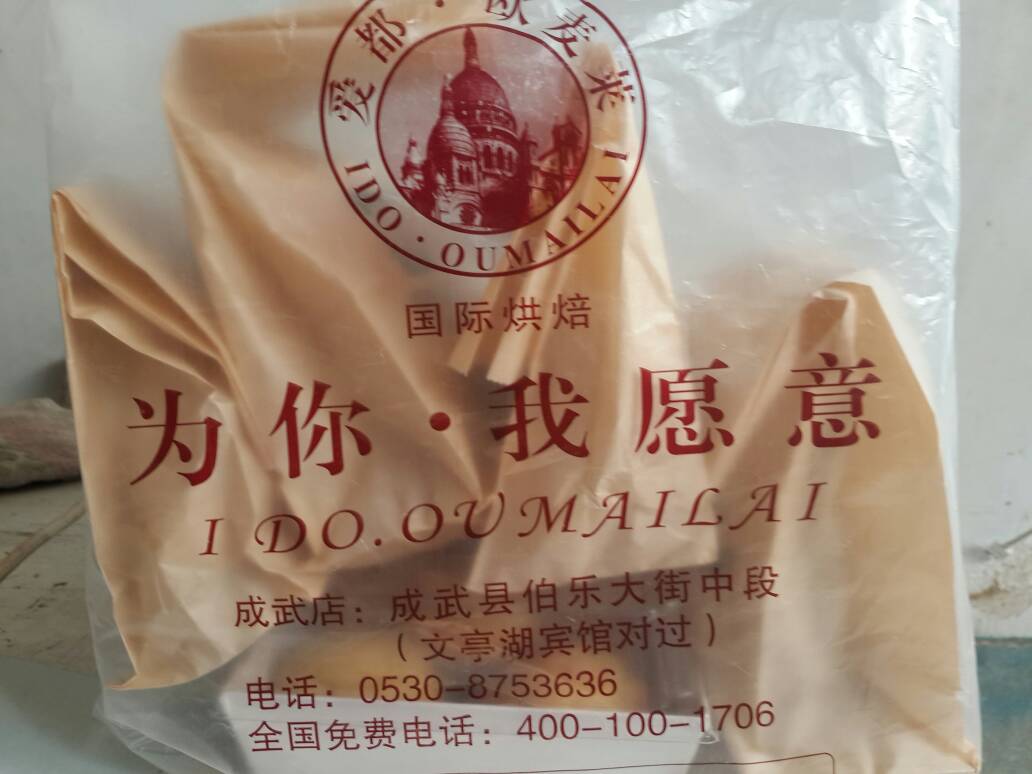 爱都·欧麦莱
IDO·OUMAILAI
国际烘焙
为你·我愿意
I DO.OUMAILAI
成武店：成武县伯乐大街中段
（文亭湖宾馆对过）
电话：0530-8753636
全国免费电话：400-100-1706